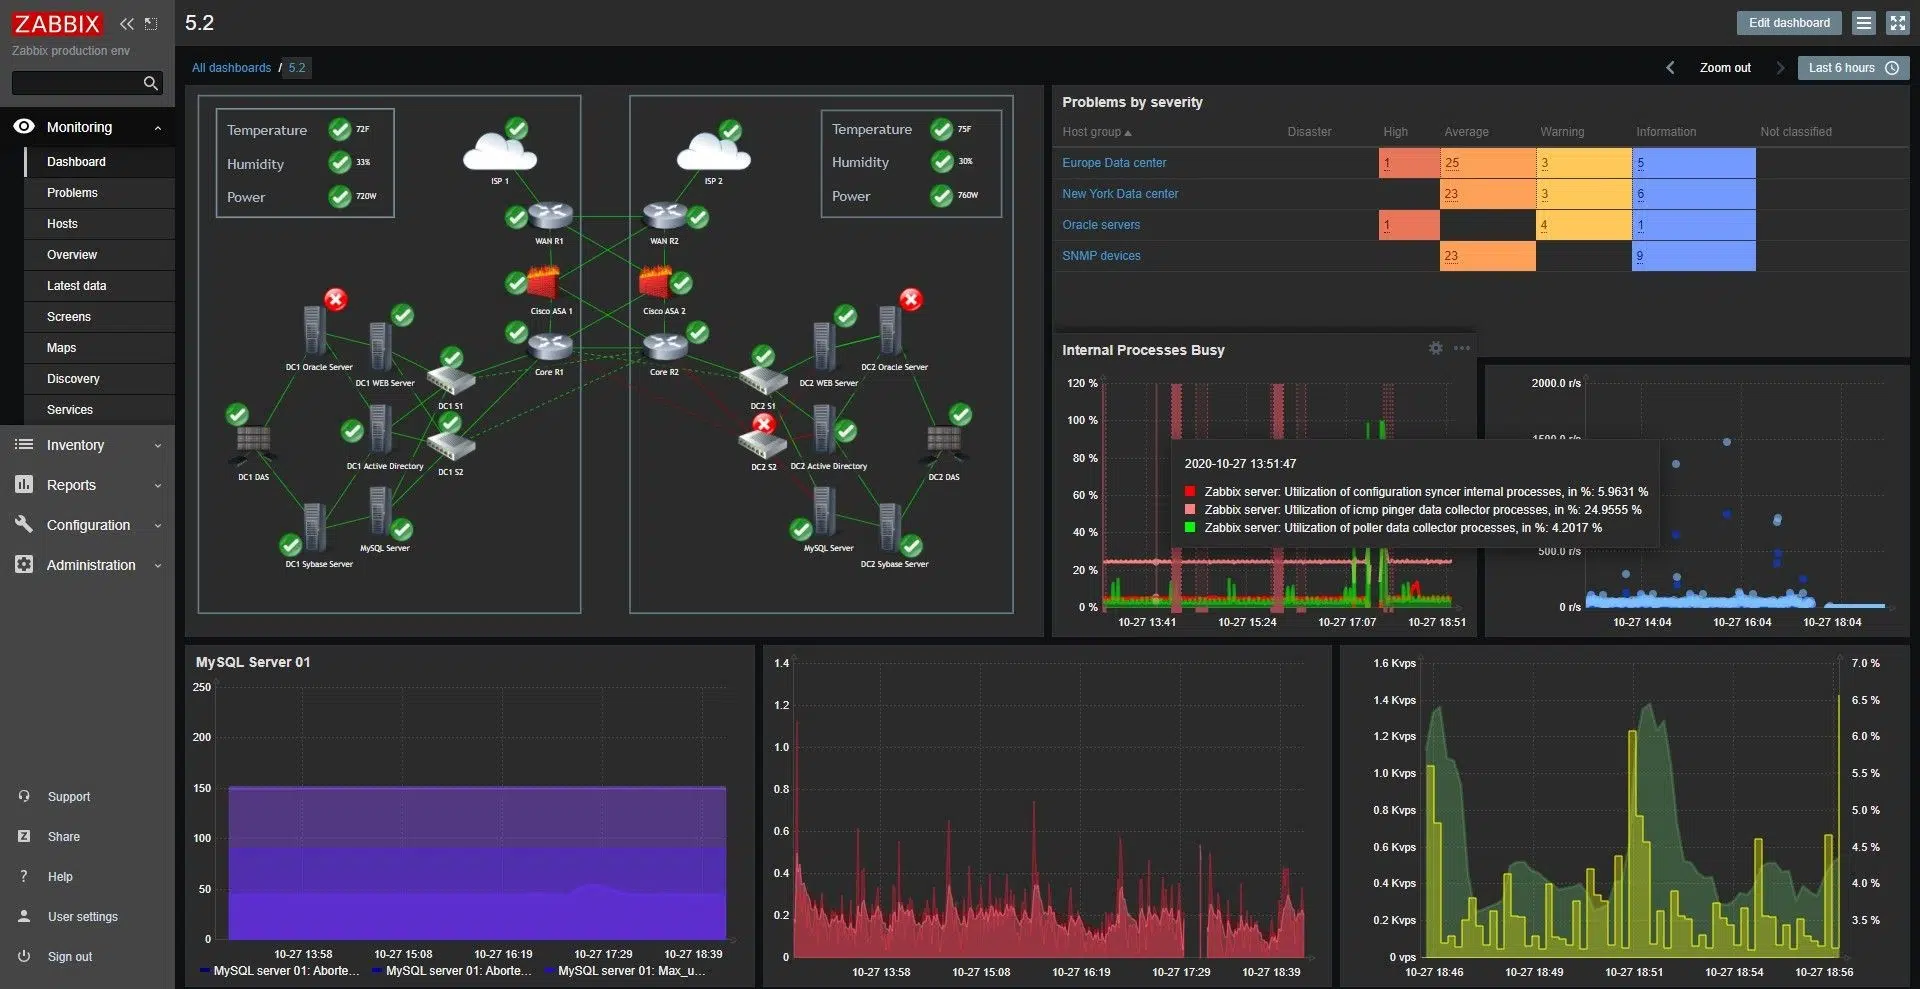 ZABBIX
Zabbix production env
Monitoring
Dashboard
Problems
Hosts
Overview
Latest data
Screens
Maps
Discovery
Services
Inventory
Reports
Configuration
Administration
Support
Share
Help
User settings
Sign out
5.2
Edit dashboard
All dashboards / 5.2
Zoom out
Last 6 hours
Temperature 72F
Humidity 33%
Power 720W
Temperature 75F
Humidity 30%
Power 760W
ISP 1
ISP 2
WAN R1
WAN R2
Cisco ASA 1
Cisco ASA 2
Core R1
Core R2
DC1 Oracle Server
DC1 WEB Server
DC1 S1
DC1 S2
DC1 Active Directory
DC1 DAS
MySQL Server
DC1 Sybase Server
DC2 WEB Server
DC2 Oracle Server
DC2 S1
DC2 S2
DC2 Active Directory
DC2 DAS
MySQL Server
DC2 Sybase Server
Problems by severity
Host group Disaster High Average Warning Information Not classified
Europe Data center 1 25 3 5
New York Data center 23 3 6
Oracle servers 1 4 1
SNMP devices 23 9
Internal Processes Busy
120 %
100 %
80 %
60 %
40 %
20 %
0 %
10-27 13:41 10-27 15:24 10-27 17:07 10-27 18:51
2020-10-27 13:51:47
Zabbix server: Utilization of configuration syncer internal processes, in %: 5.9631 %
Zabbix server: Utilization of icmp pinger data collector processes, in %: 24.9555 %
Zabbix server: Utilization of poller data collector processes, in %: 4.2017 %
2000.0 r/s
1500.0 r/s
500.0 r/s
0 r/s
10-27 14:04 10-27 16:04 10-27 18:04
MySQL Server 01
250
200
150
100
50
0
10-27 13:58 10-27 15:08 10-27 16:19 10-27 17:29 10-27 18:39
MySQL server 01: Aborte... MySQL server 01: Aborte... MySQL server 01: Max_u...
1.4
1.2
1.0
0.8
0.6
0.4
0.2
0
10-27 13:58 10-27 15:08 10-27 16:19 10-27 17:29 10-27 18:39
1.6 Kvps 7.0 %
1.4 Kvps 6.5 %
1.2 Kvps 6.0 %
1.0 Kvps 5.5 %
0.8 Kvps 5.0 %
0.6 Kvps 4.5 %
0.4 Kvps 4.0 %
0.2 Kvps 3.5 %
0 vps
10-27 18:46 10-27 18:49 10-27 18:51 10-27 18:54 10-27 18:56